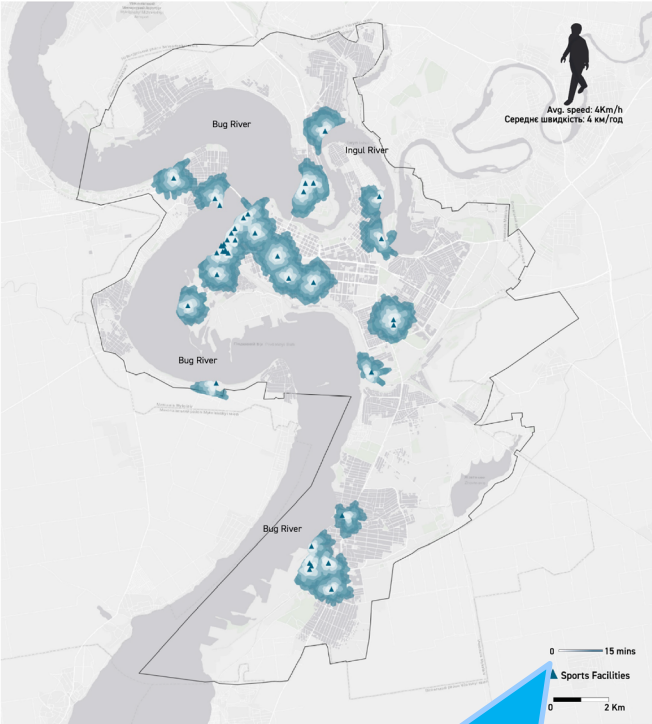 Avg. speed: 4Km/h
Середнє швидкість: 4 км/год
Bug River
Ingul River
Bug River
Bug River
0 15 mins
Sports Facilities
0 2 Km